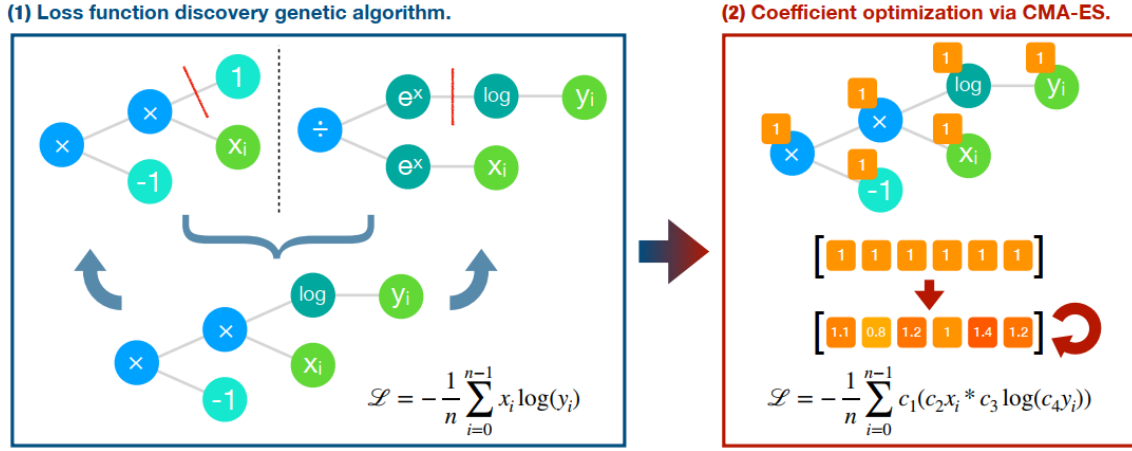 (1) Loss function discovery genetic algorithm.
1
×
×
xᵢ
-1
eˣ
log
yᵢ
÷
eˣ
xᵢ
log
yᵢ
×
×
xᵢ
-1
ℒ = −1/n ∑_{i=0}^{n−1} xᵢ log(yᵢ)
(2) Coefficient optimization via CMA-ES.
1 1
log yᵢ
1
×
1 1
× xᵢ
1
-1
[1 1 1 1 1 1]
[1.1 0.8 1.2 1 1.4 1.2]
ℒ = −1/n ∑_{i=0}^{n−1} c₁(c₂xᵢ * c₃ log(c₄yᵢ))